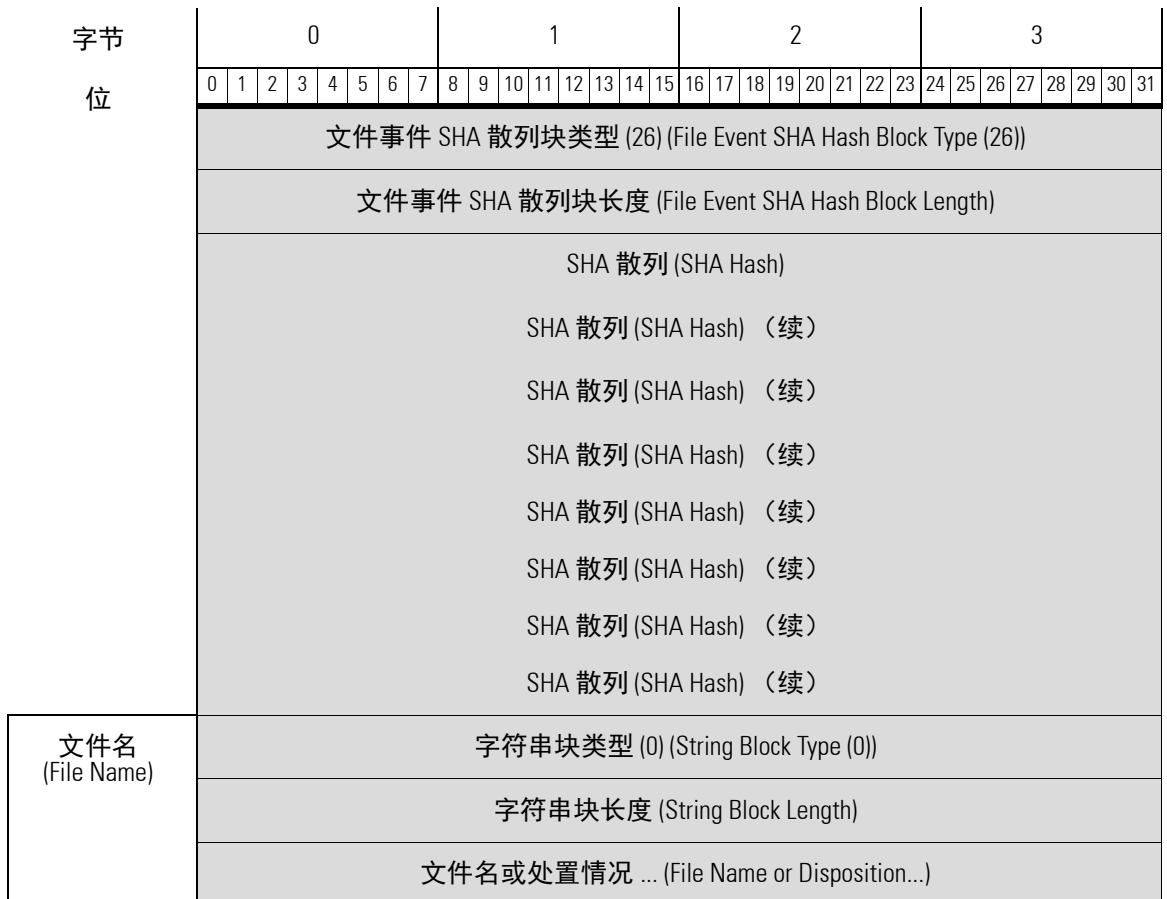 字节 0 1 2 3
位 0 1 2 3 4 5 6 7 8 9 10 11 12 13 14 15 16 17 18 19 20 21 22 23 24 25 26 27 28 29 30 31
文件事件 SHA 散列块类型 (26) (File Event SHA Hash Block Type (26))
文件事件 SHA 散列块长度 (File Event SHA Hash Block Length)
SHA 散列 (SHA Hash)
SHA 散列 (SHA Hash) （续）
SHA 散列 (SHA Hash) （续）
SHA 散列 (SHA Hash) （续）
SHA 散列 (SHA Hash) （续）
SHA 散列 (SHA Hash) （续）
SHA 散列 (SHA Hash) （续）
SHA 散列 (SHA Hash) （续）
文件名
(File Name)
字符串块类型 (0) (String Block Type (0))
字符串块长度 (String Block Length)
文件名或处置情况 ... (File Name or Disposition...)